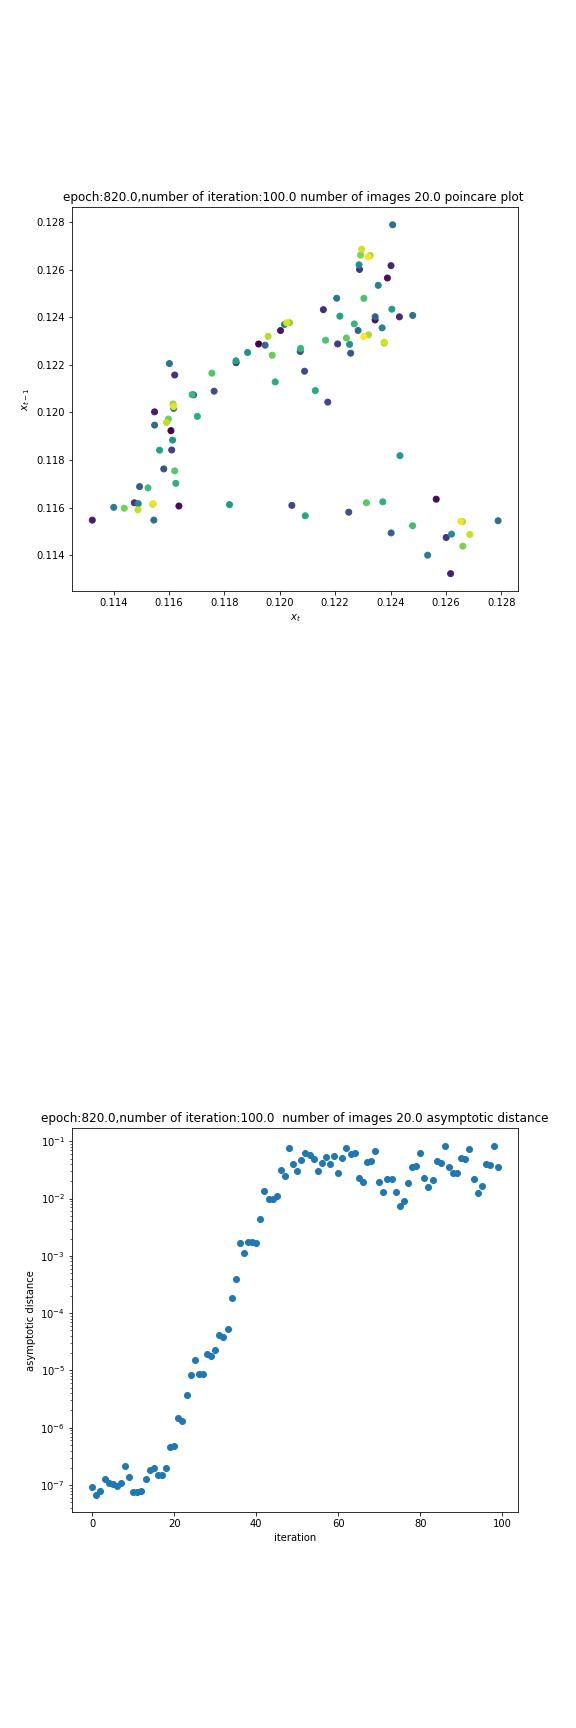 epoch:820.0,number of iteration:100.0 number of images 20.0 poincare plot
0.128
0.126
0.124
0.122
0.120
0.118
0.116
0.114
x_{t-1}
0.114 0.116 0.118 0.120 0.122 0.124 0.126 0.128
x_t
epoch:820.0,number of iteration:100.0  number of images 20.0 asymptotic distance
10^{-1}
10^{-2}
10^{-3}
10^{-4}
10^{-5}
10^{-6}
10^{-7}
asymptotic distance
0 20 40 60 80 100
iteration